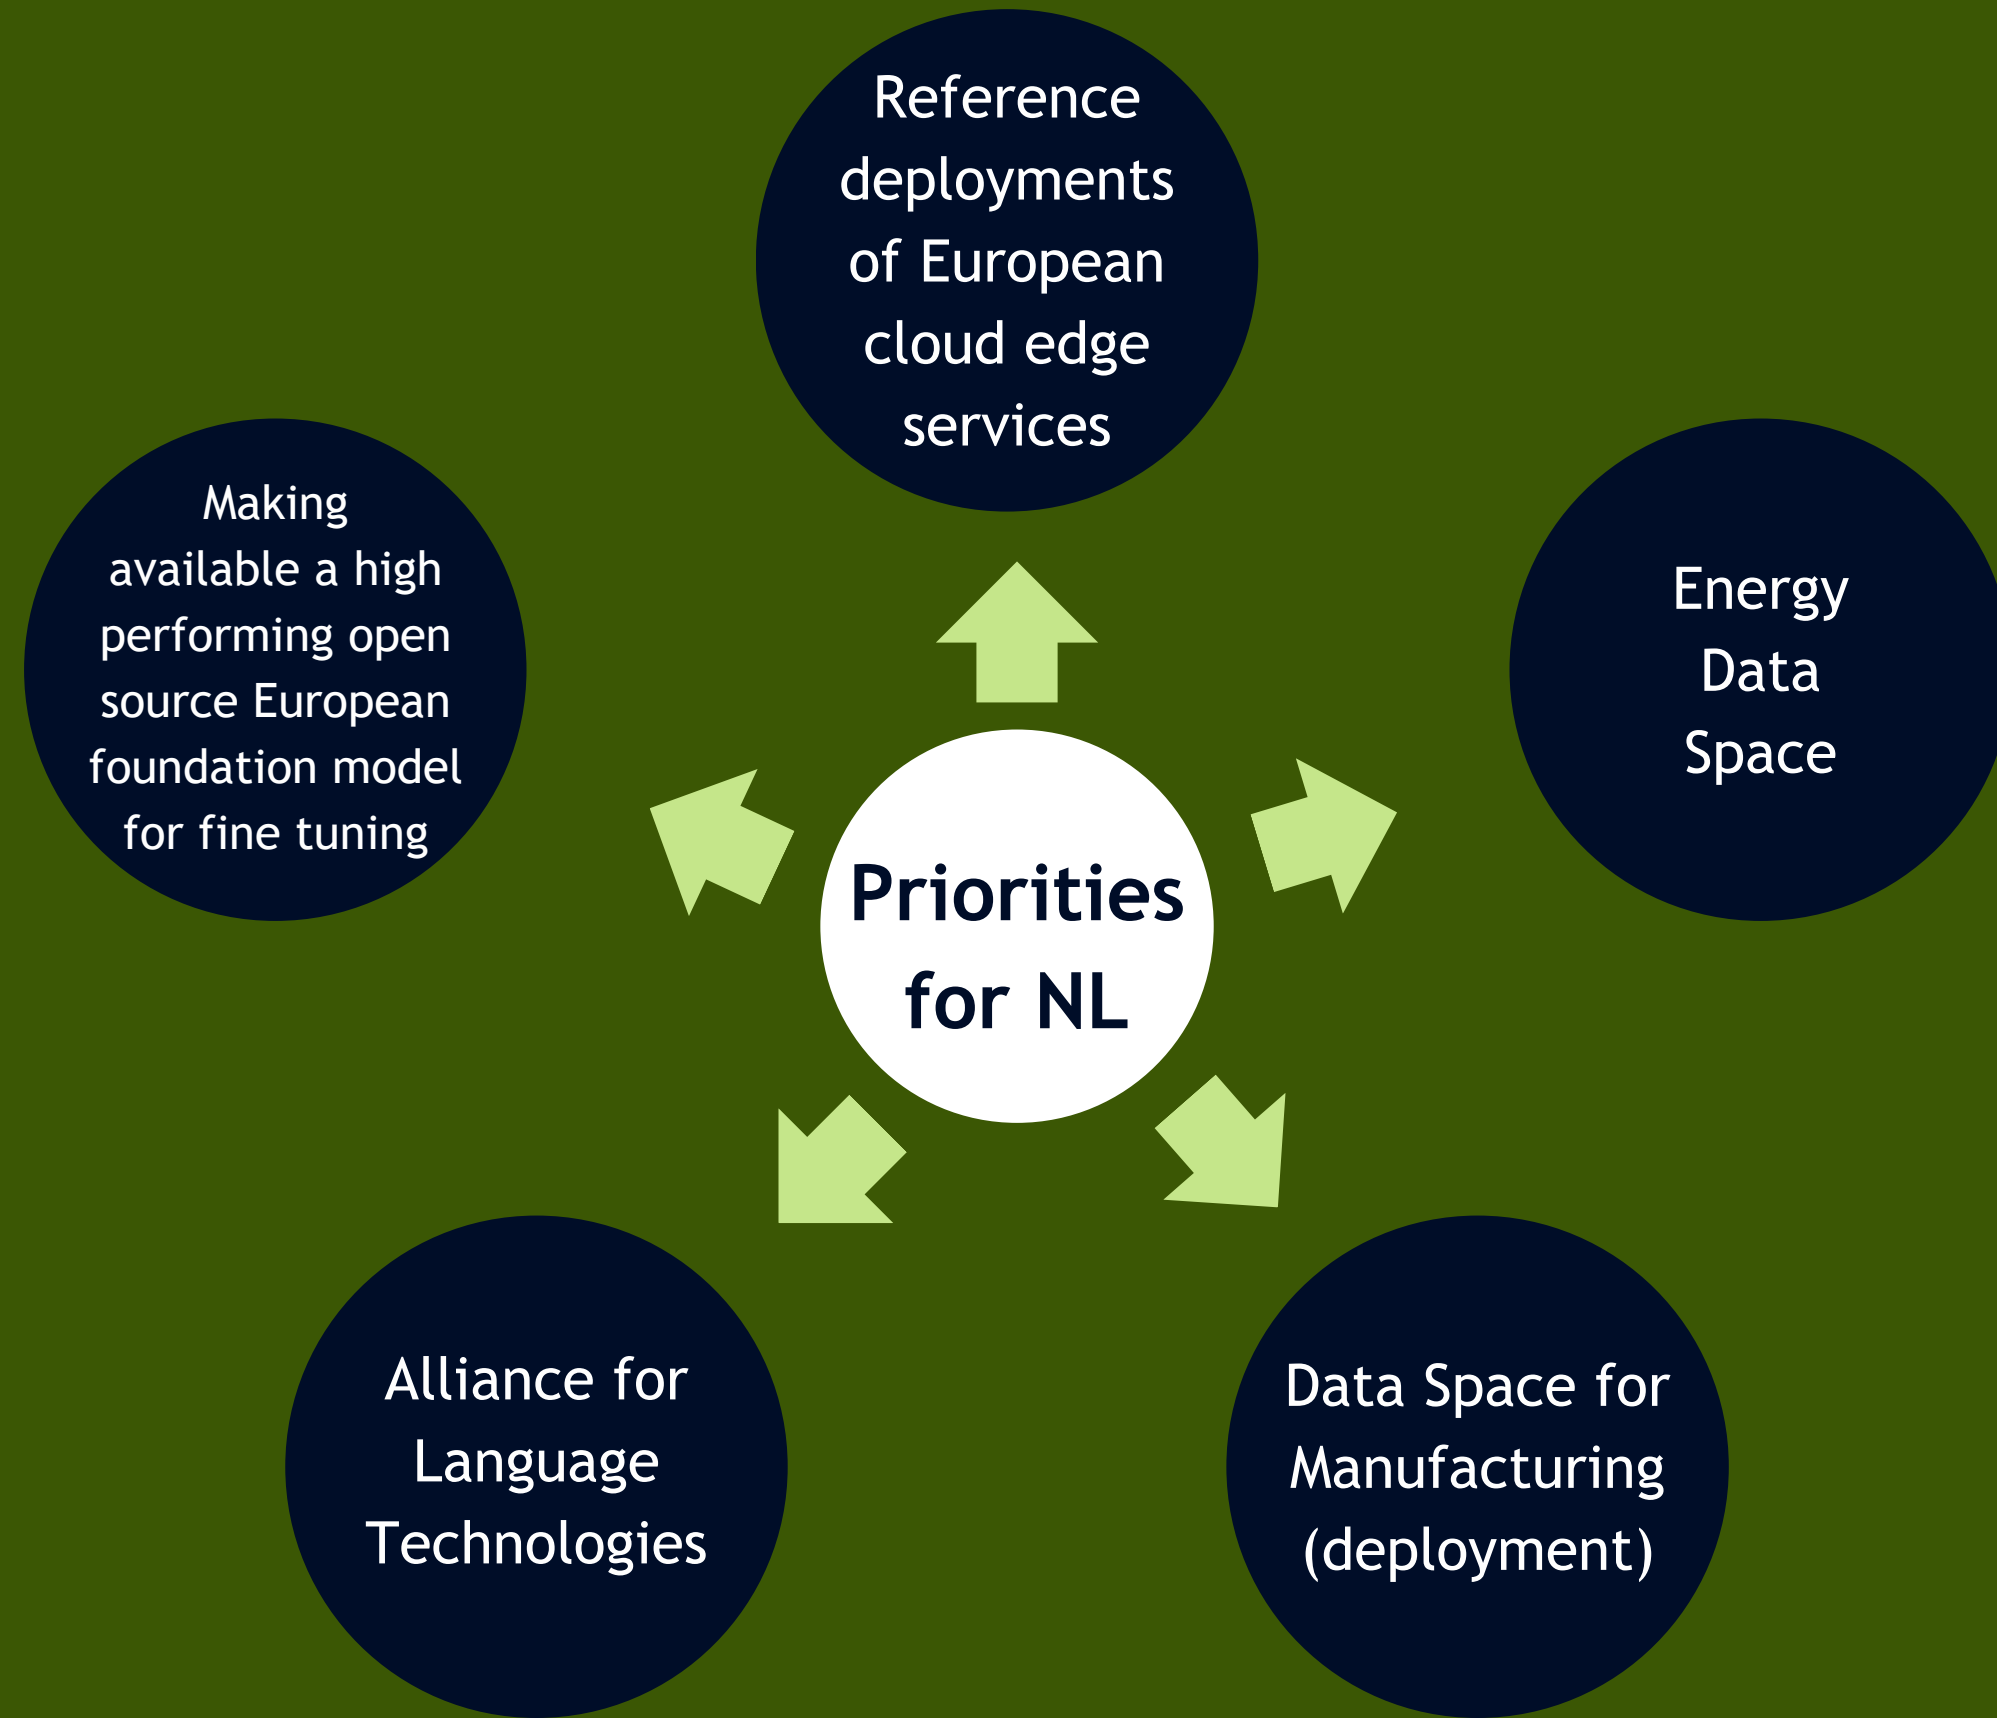 Reference
deployments
of European
cloud edge
services
Making
available a high
performing open
source European
foundation model
for fine tuning
Energy
Data
Space
Priorities
for NL
Alliance for
Language
Technologies
Data Space for
Manufacturing
(deployment)